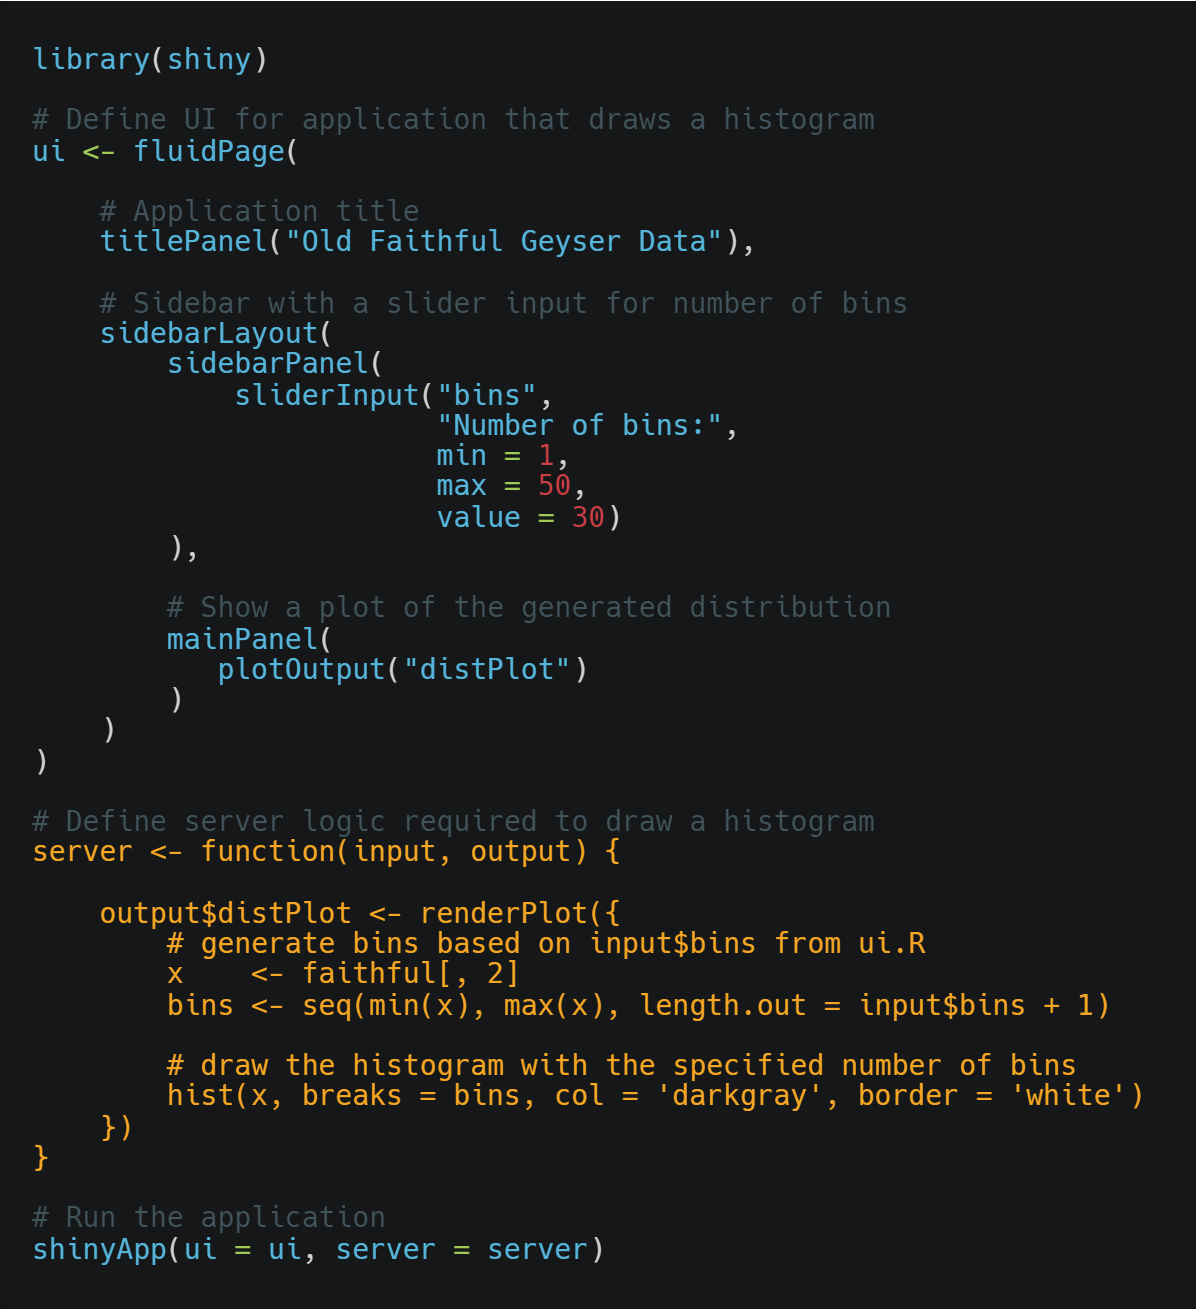 library(shiny)

# Define UI for application that draws a histogram
ui <- fluidPage(

    # Application title
    titlePanel("Old Faithful Geyser Data"),

    # Sidebar with a slider input for number of bins
    sidebarLayout(
        sidebarPanel(
            sliderInput("bins",
                        "Number of bins:",
                        min = 1,
                        max = 50,
                        value = 30)
        ),

        # Show a plot of the generated distribution
        mainPanel(
           plotOutput("distPlot")
        )
    )
)

# Define server logic required to draw a histogram
server <- function(input, output) {

    output$distPlot <- renderPlot({
        # generate bins based on input$bins from ui.R
        x    <- faithful[, 2]
        bins <- seq(min(x), max(x), length.out = input$bins + 1)

        # draw the histogram with the specified number of bins
        hist(x, breaks = bins, col = 'darkgray', border = 'white')
    })
}

# Run the application
shinyApp(ui = ui, server = server)